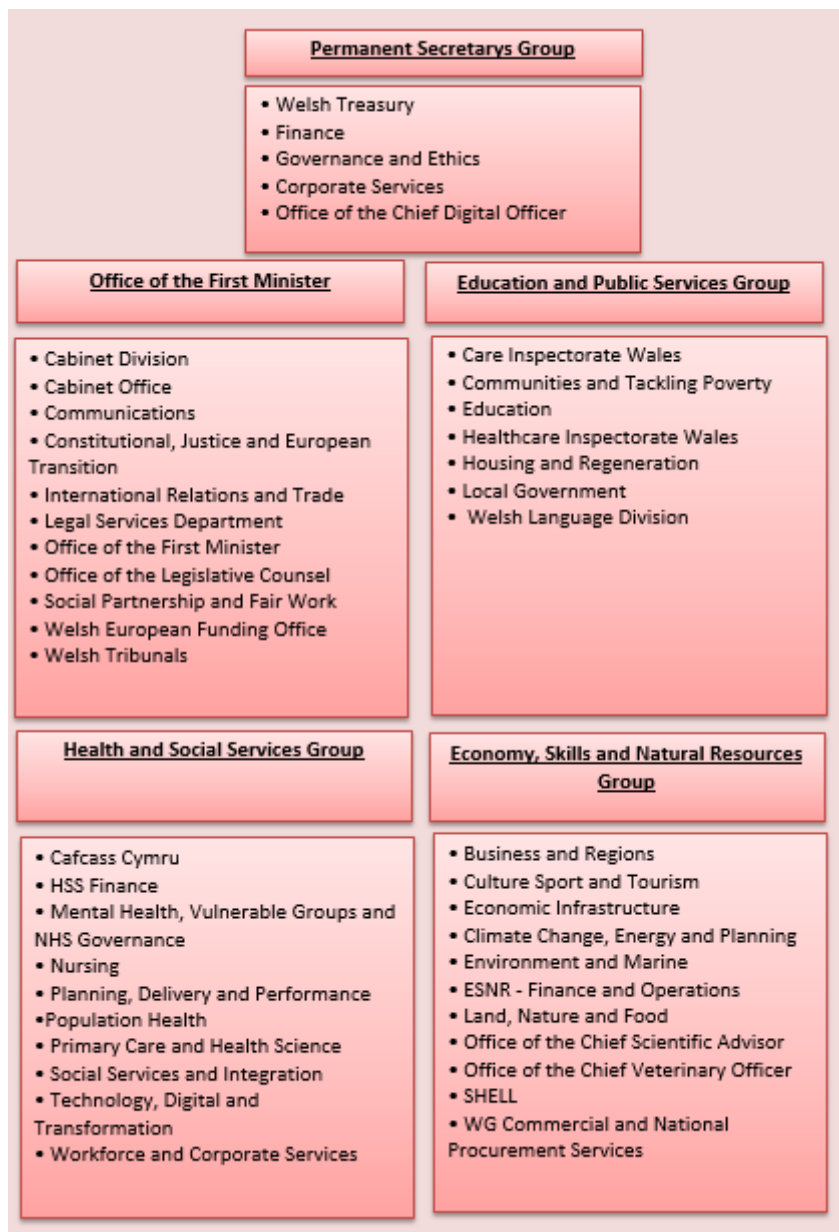 Permanent Secretarys Group
• Welsh Treasury
• Finance
• Governance and Ethics
• Corporate Services
• Office of the Chief Digital Officer
Office of the First Minister
• Cabinet Division
• Cabinet Office
• Communications
• Constitutional, Justice and European
Transition
• International Relations and Trade
• Legal Services Department
• Office of the First Minister
• Office of the Legislative Counsel
• Social Partnership and Fair Work
• Welsh European Funding Office
• Welsh Tribunals
Education and Public Services Group
• Care Inspectorate Wales
• Communities and Tackling Poverty
• Education
• Healthcare Inspectorate Wales
• Housing and Regeneration
• Local Government
• Welsh Language Division
Health and Social Services Group
• Cafcass Cymru
• HSS Finance
• Mental Health, Vulnerable Groups and
NHS Governance
• Nursing
• Planning, Delivery and Performance
•Population Health
• Primary Care and Health Science
• Social Services and Integration
• Technology, Digital and
Transformation
• Workforce and Corporate Services
Economy, Skills and Natural Resources
Group
• Business and Regions
• Culture Sport and Tourism
• Economic Infrastructure
• Climate Change, Energy and Planning
• Environment and Marine
• ESNR - Finance and Operations
• Land, Nature and Food
• Office of the Chief Scientific Advisor
• Office of the Chief Veterinary Officer
• SHELL
• WG Commercial and National
Procurement Services